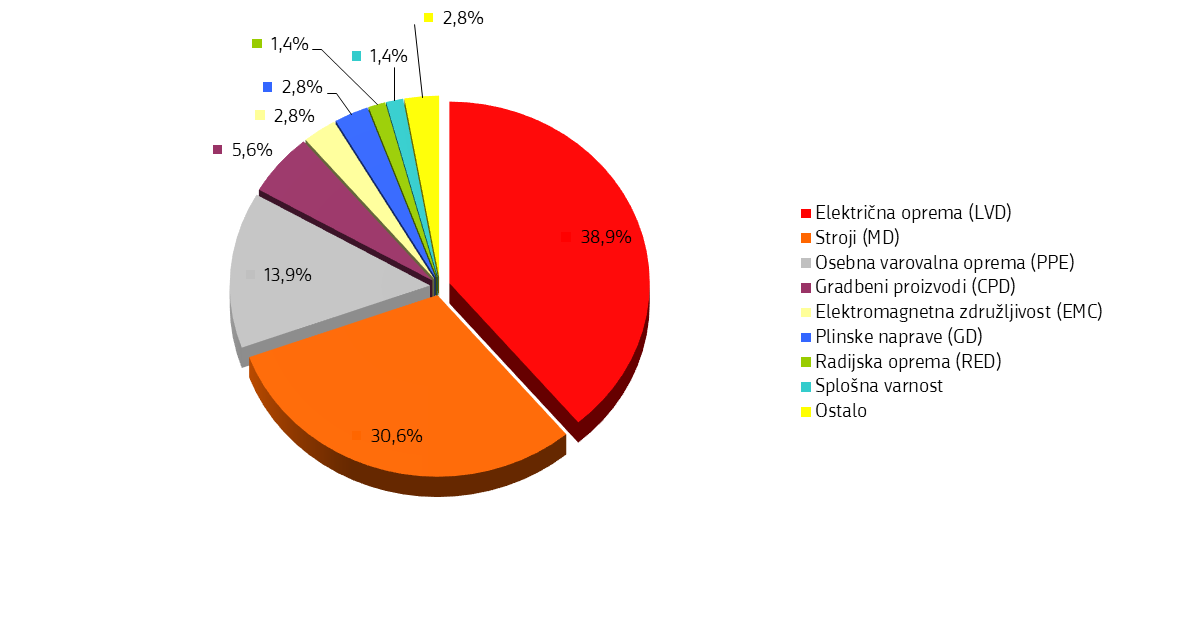 2,8%
1,4%
1,4%
2,8%
2,8%
5,6%
38,9%
13,9%
30,6%
Električna oprema (LVD)
Stroji (MD)
Osebna varovalna oprema (PPE)
Gradbeni proizvodi (CPD)
Elektromagnetna združljivost (EMC)
Plinske naprave (GD)
Radijska oprema (RED)
Splošna varnost
Ostalo